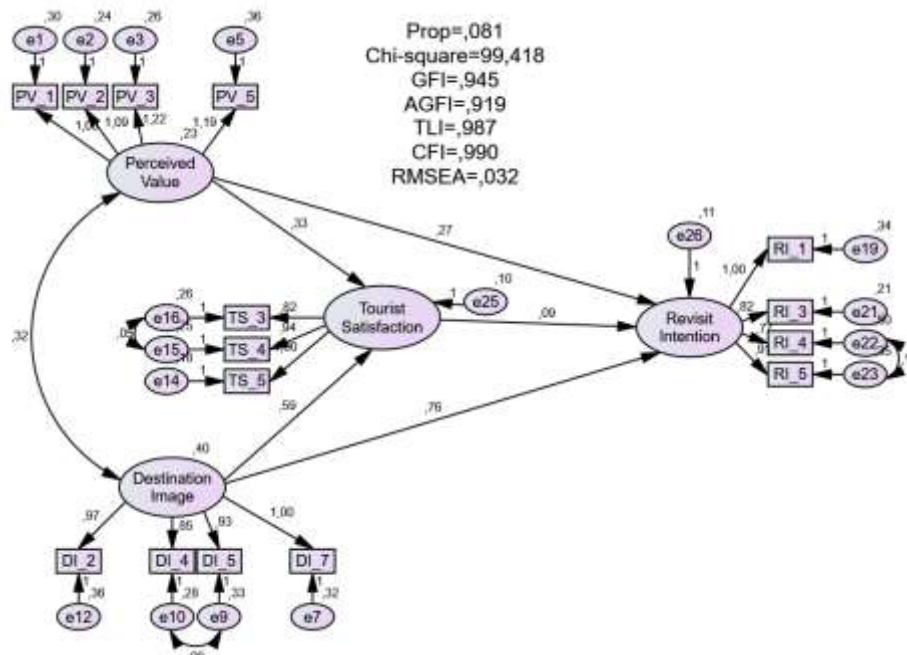 ,30
,24
,26
,36
e1
e2
e3
e5
1
1
1
1
PV_1
PV_2
PV_3
PV_5
1,09
1,22
1,19
,23
Perceived
Value
Prop=,081
Chi-square=99,418
GFI=,945
AGFI=,919
TLI=,987
CFI=,990
RMSEA=,032
,33
,27
,11
e26
1
,34
RI_1
1
e19
1,00
,32
,26
e16
1
TS_3
,82
e15
1
TS_4
,94
e14
1
TS_5
Tourist
Satisfaction
1
,10
e25
,09
Revisit
Intention
,82
RI_3
1
,21
e21
RI_4
1
e22
,91
RI_5
1
e23
,59
,76
,40
Destination
Image
,97
,85
,93
1,00
DI_2
DI_4
DI_5
DI_7
1
,36
1
,28
1
,33
1
,32
e12
e10
e9
e7